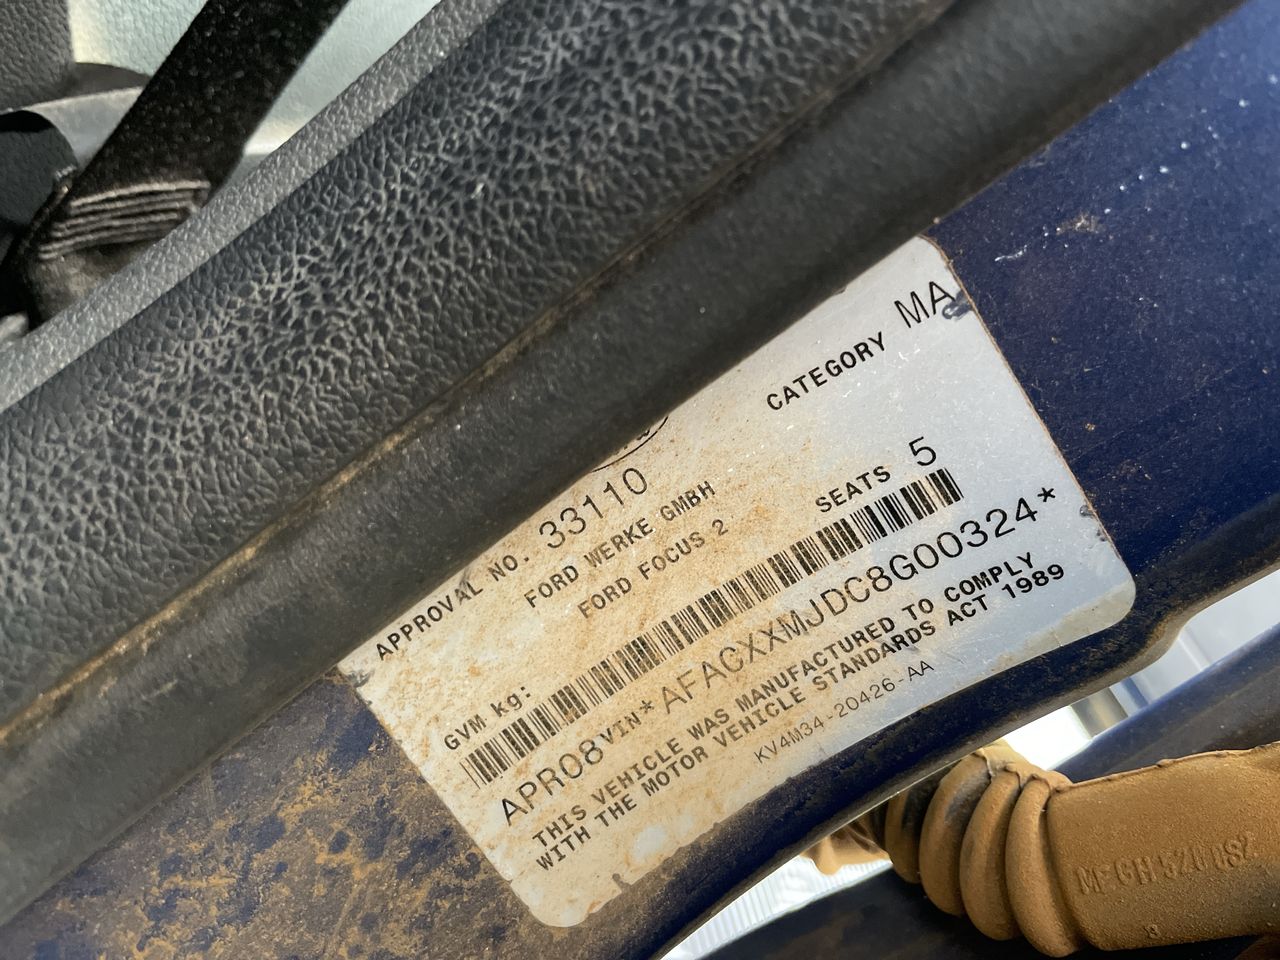 CATEGORY MA
APPROVAL NO. 33110
FORD WERKE GMBH
FORD FOCUS 2
SEATS 5
GVM kg:
APR08 VIN*AFACXXMJDC8G00324*
THIS VEHICLE WAS MANUFACTURED TO COMPLY
WITH THE MOTOR VEHICLE STANDARDS ACT 1989
KV4M34-20426-AA